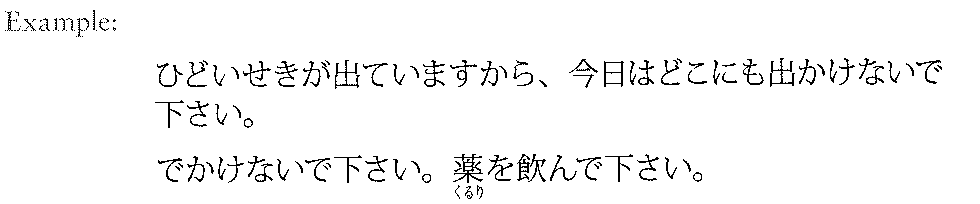 Example:
ひどいせきが出ていますから、今日はどこにも出かけないで
下さい。
でかけないで下さい。薬を飲んで下さい。
くるり